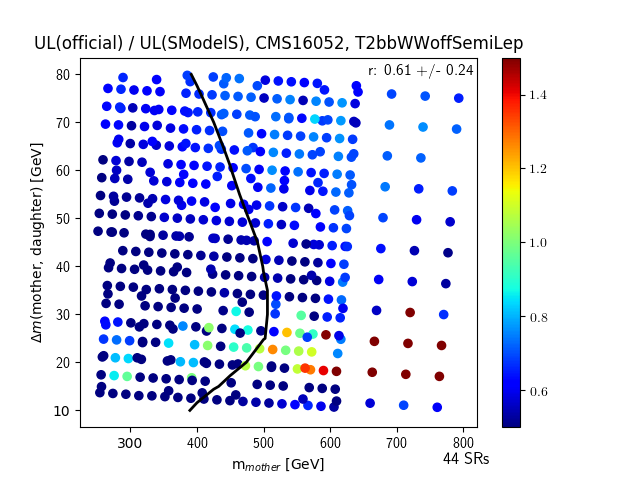 UL(official) / UL(SModelS), CMS16052, T2bbWWoffSemiLep
r: 0.61 +/- 0.24
80
70
60
50
40
30
20
10
Δm(mother, daughter) [GeV]
300 400 500 600 700 800
m_mother [GeV]
44 SRs
1.4
1.2
1.0
0.8
0.6